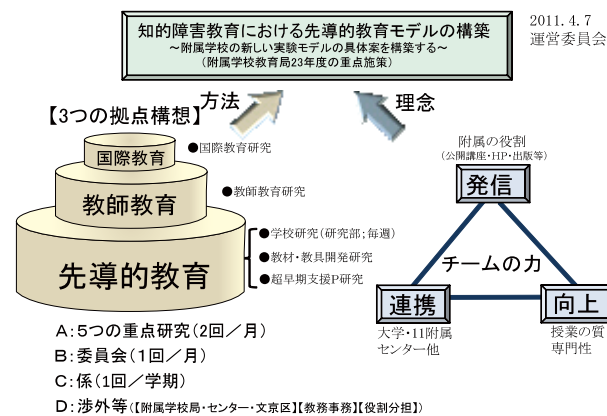 知的障害教育における先導的教育モデルの構築
～附属学校の新しい実験モデルの具体案を構築する～
（附属学校教育局23年度の重点施策）
2011.4.7
運営委員会
方法
理念
【3つの拠点構想】
国際教育
●国際教育研究
教師教育
●教師教育研究
先導的教育
●学校研究（研究部；毎週）
●教材・教具開発研究
●超早期支援P研究
附属の役割
（公開講座・HP・出版等）
発信
チームの力
連携
大学・11附属
センター他
向上
授業の質
専門性
A：5つの重点研究（2回／月）
B：委員会（1回／月）
C：係（1回／学期）
D：渉外等（【附属学校局・センター・文京区】【教務事務】【役割分担】）